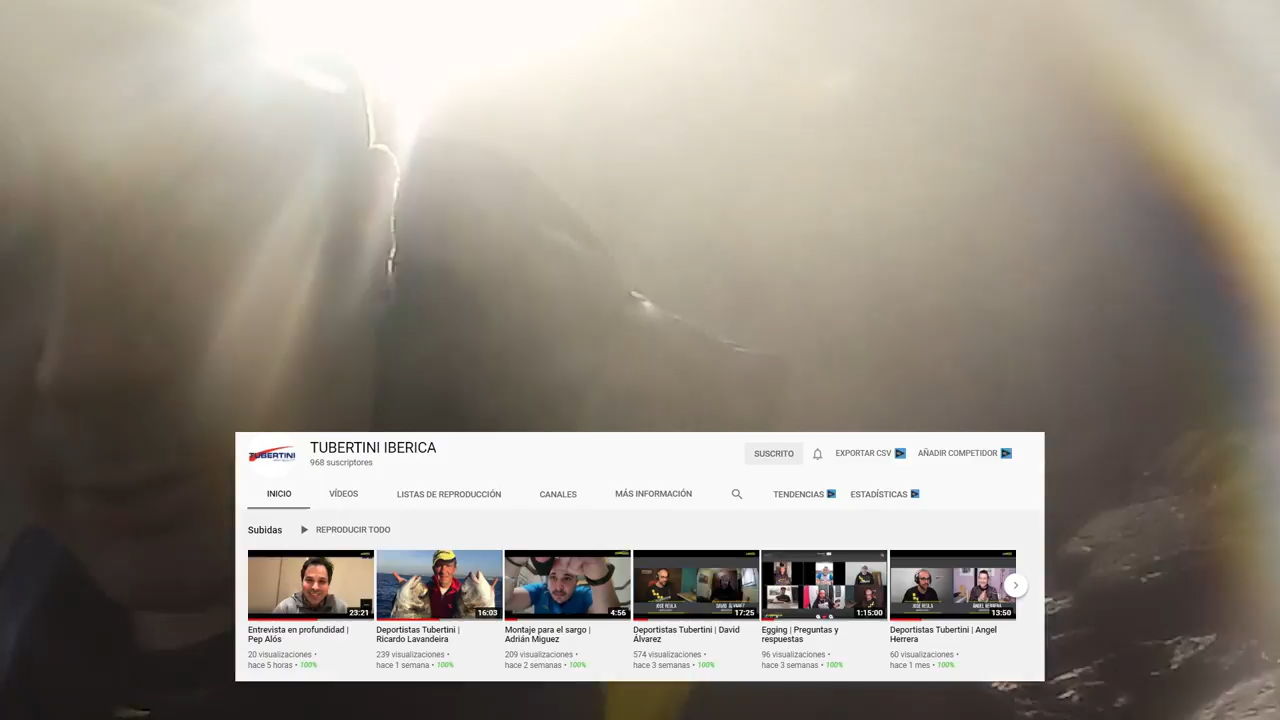 TUBERTINI
TUBERTINI IBERICA
968 suscriptores
SUSCRITO
EXPORTAR CSV
AÑADIR COMPETIDOR
INICIO
VÍDEOS
LISTAS DE REPRODUCCIÓN
CANALES
MÁS INFORMACIÓN
TENDENCIAS
ESTADÍSTICAS
Subidas
REPRODUCIR TODO
23:21
Entrevista en profundidad |
Pep Alós
20 visualizaciones •
hace 5 horas • 100%
16:03
Deportistas Tubertini |
Ricardo Lavandeira
239 visualizaciones •
hace 1 semana • 100%
4:56
Montaje para el sargo |
Adrián Miguez
209 visualizaciones •
hace 2 semanas • 100%
JOSE REULA
DAVID ÁLVAREZ
17:25
Deportistas Tubertini | David
Álvarez
574 visualizaciones •
hace 3 semanas • 100%
1:15:00
Egging | Preguntas y
respuestas
96 visualizaciones •
hace 3 semanas • 100%
JOSE REULA
ANGEL HERRERA
13:50
Deportistas Tubertini | Angel
Herrera
60 visualizaciones •
hace 1 mes • 100%